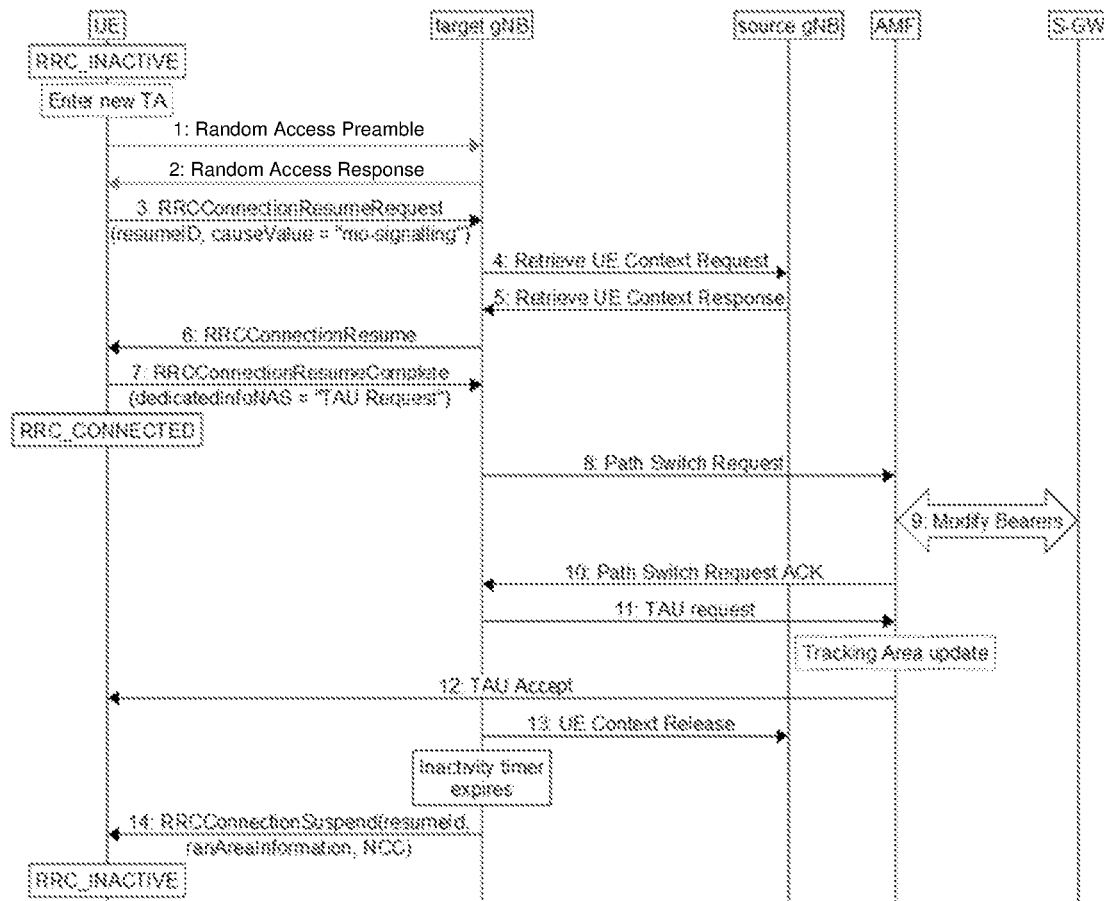 UE target gNB source gNB AMF S-GW
RRC_INACTIVE
Enter new TA
1: Random Access Preamble
2: Random Access Response
3. RRCConnectionResumeRequest
(resumeID, causeValue = "mo-signalling")
4: Retrieve UE Context Request
5: Retrieve UE Context Response
6: RRCConnectionResume
7: RRCConnectionResumeComplete
(dedicatedInfoNAS = "TAU Request")
RRC_CONNECTED
8: Path Switch Request
9: Modify Bearers
10: Path Switch Request ACK
11: TAU request
Tracking Area update
12: TAU Accept
13: UE Context Release
Inactivity timer
expires
14: RRCConnectionSuspend(resumeId,
ranAreaInformation, NCC)
RRC_INACTIVE